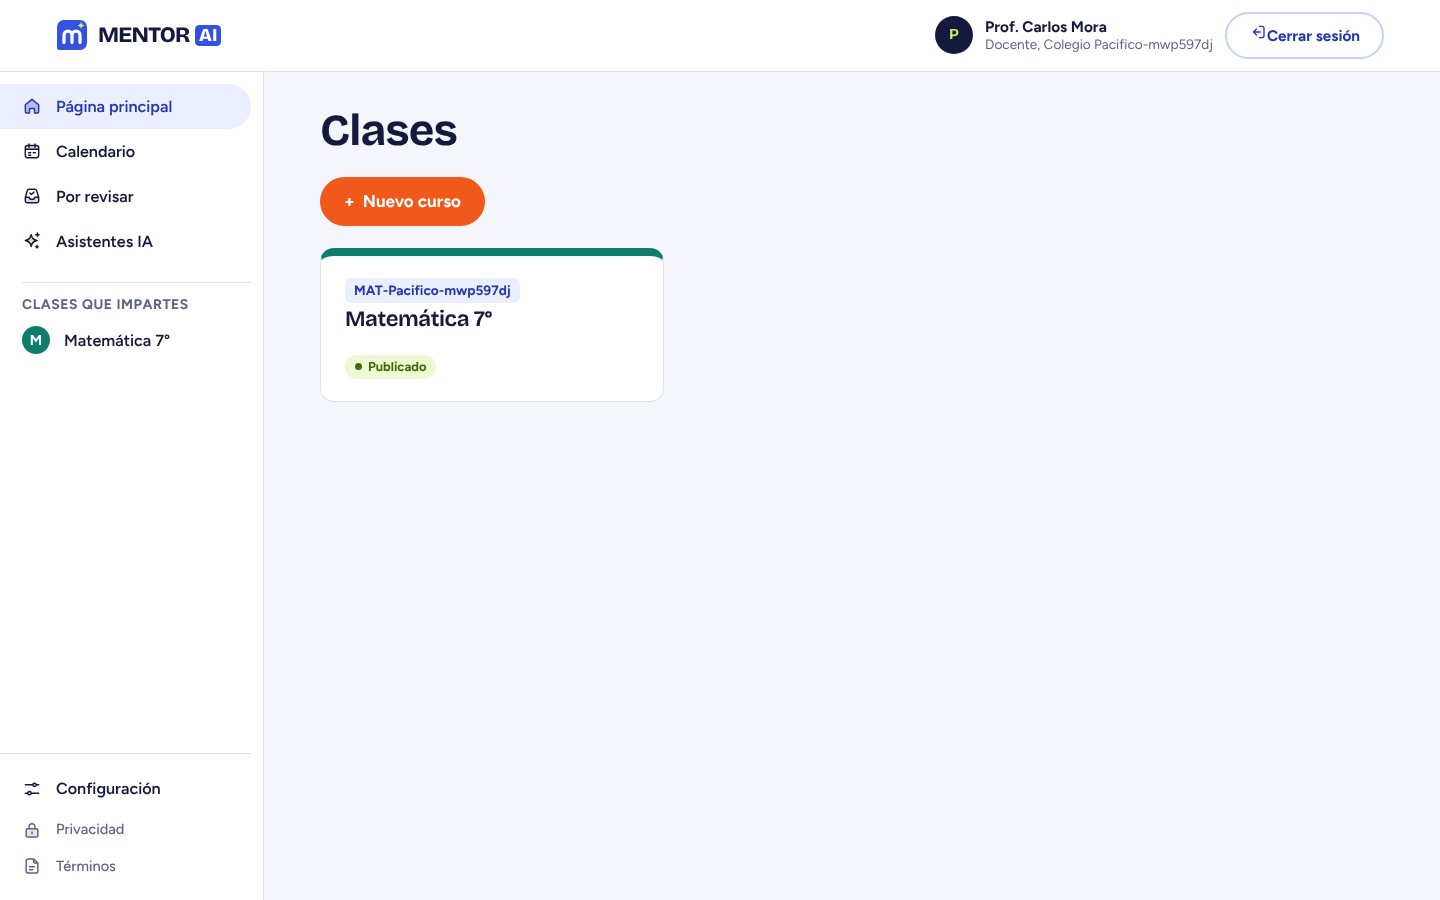 MENTOR AI
P
Prof. Carlos Mora
Docente, Colegio Pacifico-mwp597dj
Cerrar sesión
Página principal
Calendario
Por revisar
Asistentes IA
CLASES QUE IMPARTES
M
Matemática 7°
Configuración
Privacidad
Términos
Clases
+ Nuevo curso
MAT-Pacifico-mwp597dj
Matemática 7°
Publicado